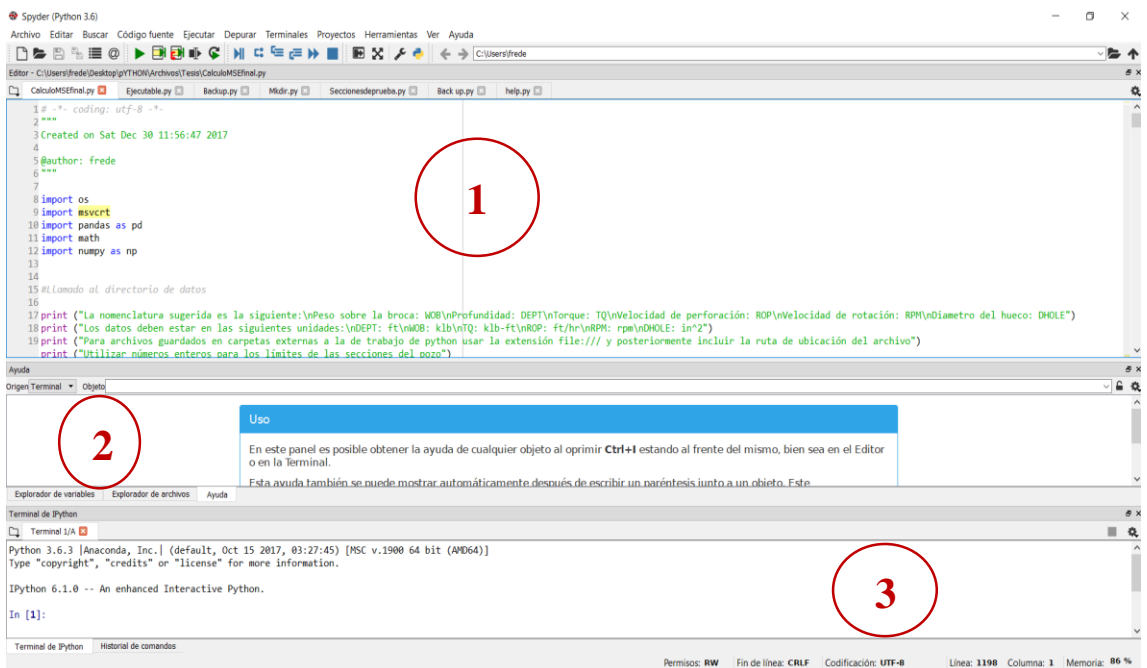 Spyder (Python 3.6)
Archivo Editar Buscar Código fuente Ejecutar Depurar Terminales Proyectos Herramientas Ver Ayuda
C:\Users\frede
Editor - C:\Users\frede\Desktop\pYTHON\Archivos\Tesis\CalculoMSEfinal.py
CalculoMSEfinal.py Ejecutable.py Backup.py Mkdir.py Seccionesdeprueba.py Back up.py help.py
1 # -*- coding: utf-8 -*-
2 """
3 Created on Sat Dec 30 11:56:47 2017
4
5 @author: frede
6 """
7
8 import os
9 import msvcrt
10 import pandas as pd
11 import math
12 import numpy as np
13
14
15 #Llamado al directorio de datos
16
17 print ("La nomenclatura sugerida es la siguiente:\nPeso sobre la broca: WOB\nProfundidad: DEPT\nTorque: TQ\nVelocidad de perforación: ROP\nVelocidad de rotación: RPM\nDiametro del hueco: DHOLE")
18 print ("Los datos deben estar en las siguientes unidades:\nDEPT: ft\nWOB: klb\nTQ: klb-ft\nROP: ft/hr\nRPM: rpm\nDHOLE: in^2")
19 print ("Para archivos guardados en carpetas externas a la de trabajo de python usar la extensión file:/// y posteriormente incluir la ruta de ubicación del archivo")
print ("Utilizar números enteros para los límites de las secciones del pozo")
1
Ayuda
Origen Terminal Objeto
Uso
En este panel es posible obtener la ayuda de cualquier objeto al oprimir Ctrl+I estando al frente del mismo, bien sea en el Editor
o en la Terminal.
Esta ayuda también se puede mostrar automáticamente después de escribir un paréntesis junto a un objeto. Este
2
Explorador de variables Explorador de archivos Ayuda
Terminal de IPython
Terminal 1/A
Python 3.6.3 |Anaconda, Inc.| (default, Oct 15 2017, 03:27:45) [MSC v.1900 64 bit (AMD64)]
Type "copyright", "credits" or "license" for more information.
IPython 6.1.0 -- An enhanced Interactive Python.
In [1]:
3
Terminal de IPython Historial de comandos
Permisos: RW Fin de línea: CRLF Codificación: UTF-8 Línea: 1198 Columna: 1 Memoria: 86 %